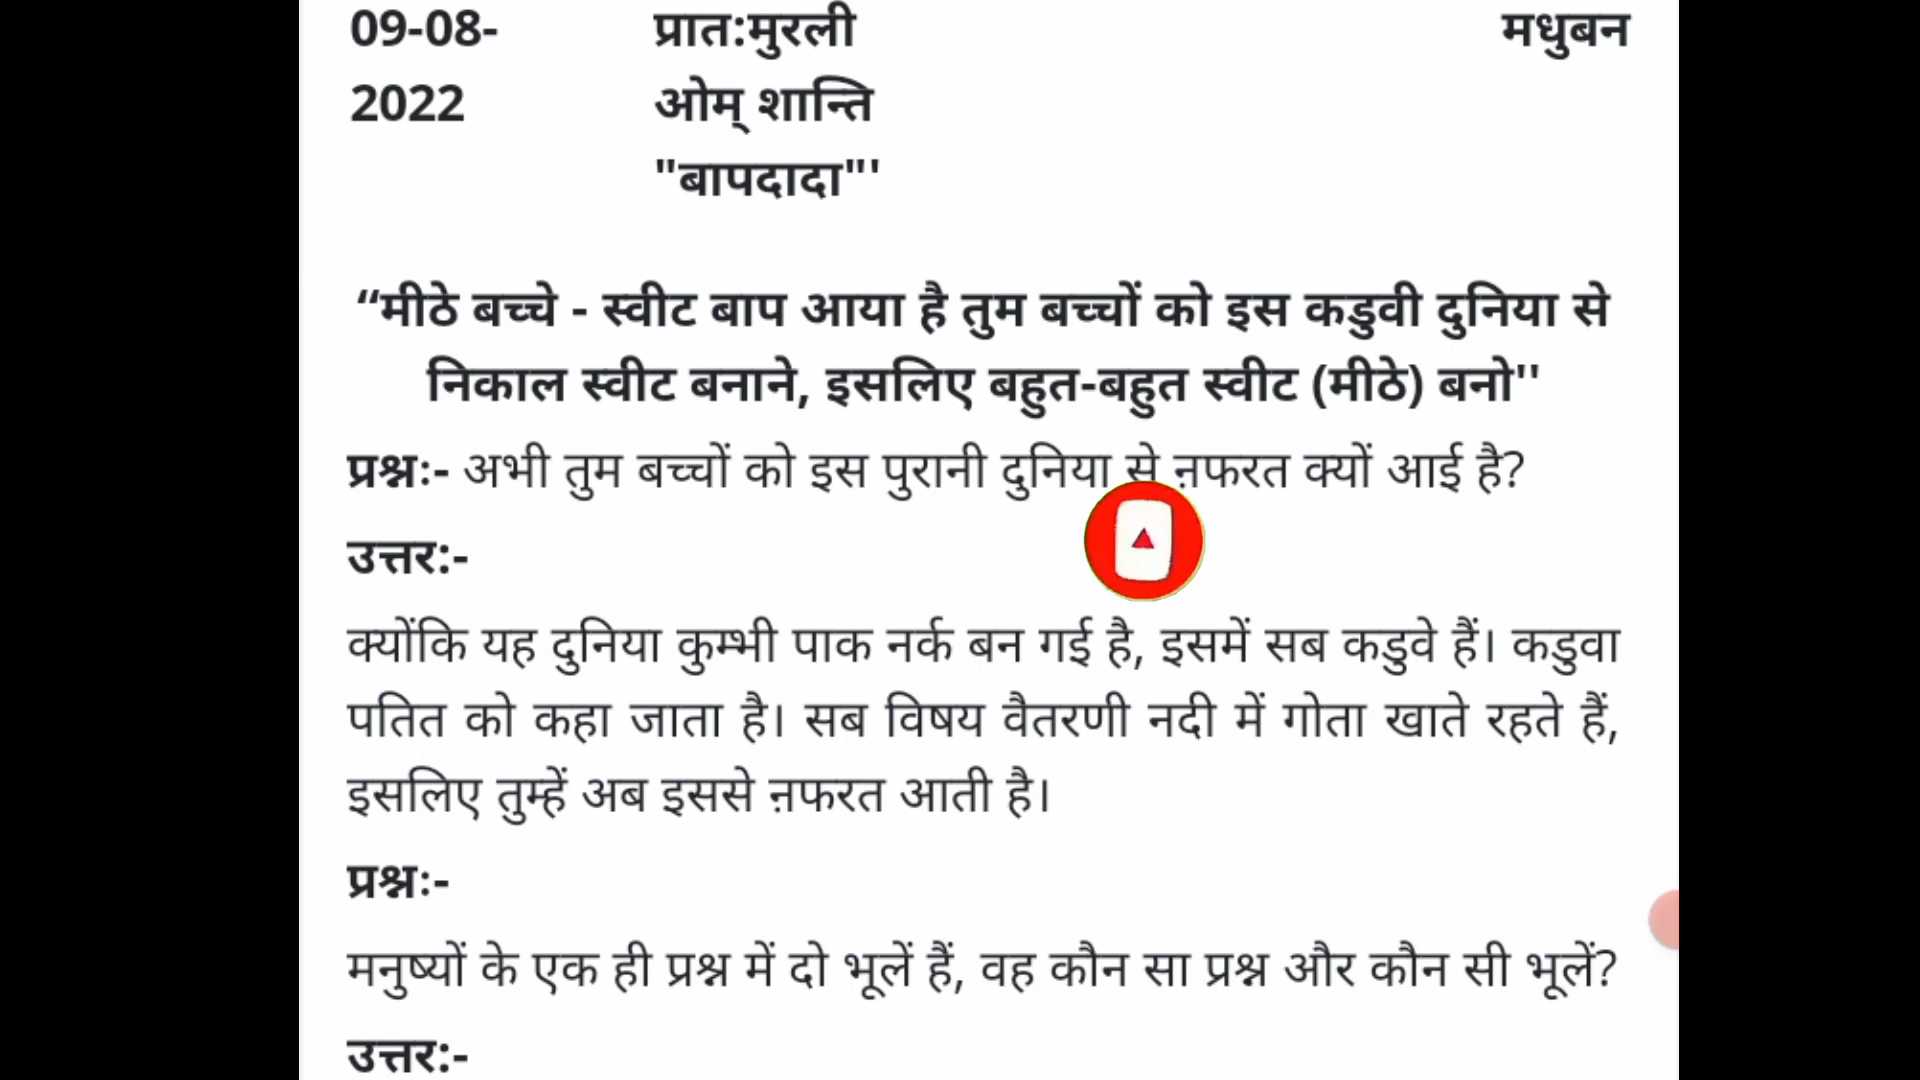 09-08-2022 प्रात:मुरली ओम् शान्ति "बापदादा"' मधुबन
“मीठे बच्चे - स्वीट बाप आया है तुम बच्चों को इस कडुवी दुनिया से
निकाल स्वीट बनाने, इसलिए बहुत-बहुत स्वीट (मीठे) बनो''
प्रश्नः- अभी तुम बच्चों को इस पुरानी दुनिया से ऩफरत क्यों आई है?
उत्तर:-
क्योंकि यह दुनिया कुम्भी पाक नर्क बन गई है, इसमें सब कडुवे हैं। कडुवा
पतित को कहा जाता है। सब विषय वैतरणी नदी में गोता खाते रहते हैं,
इसलिए तुम्हें अब इससे ऩफरत आती है।
प्रश्नः-
मनुष्यों के एक ही प्रश्न में दो भूलें हैं, वह कौन सा प्रश्न और कौन सी भूलें?
उत्तर:-